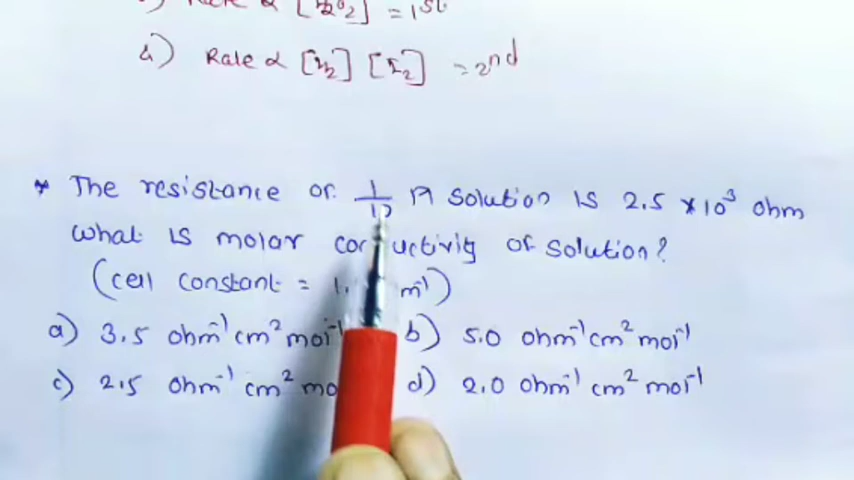 = 1st
4) Rate α [I2] = 2nd
* The resistance of 1/10 M solution is 2.5 × 10³ ohm
what is molar of solution?
(cell constant =
a) 3.5 ohm⁻¹ cm² mol⁻¹ b) 5.0 ohm⁻¹ cm² mol⁻¹
c) 2.5 ohm⁻¹ cm² d) 2.0 ohm⁻¹ cm² mol⁻¹